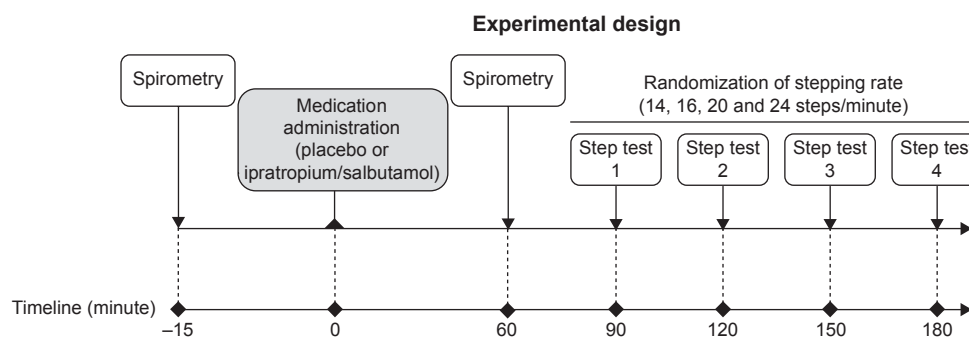 Experimental design
Spirometry
Medication
administration
(placebo or
ipratropium/salbutamol)
Spirometry
Randomization of stepping rate
(14, 16, 20 and 24 steps/minute)
Step test
1
Step test
2
Step test
3
Step test
4
Timeline (minute)
–15
0
60
90
120
150
180